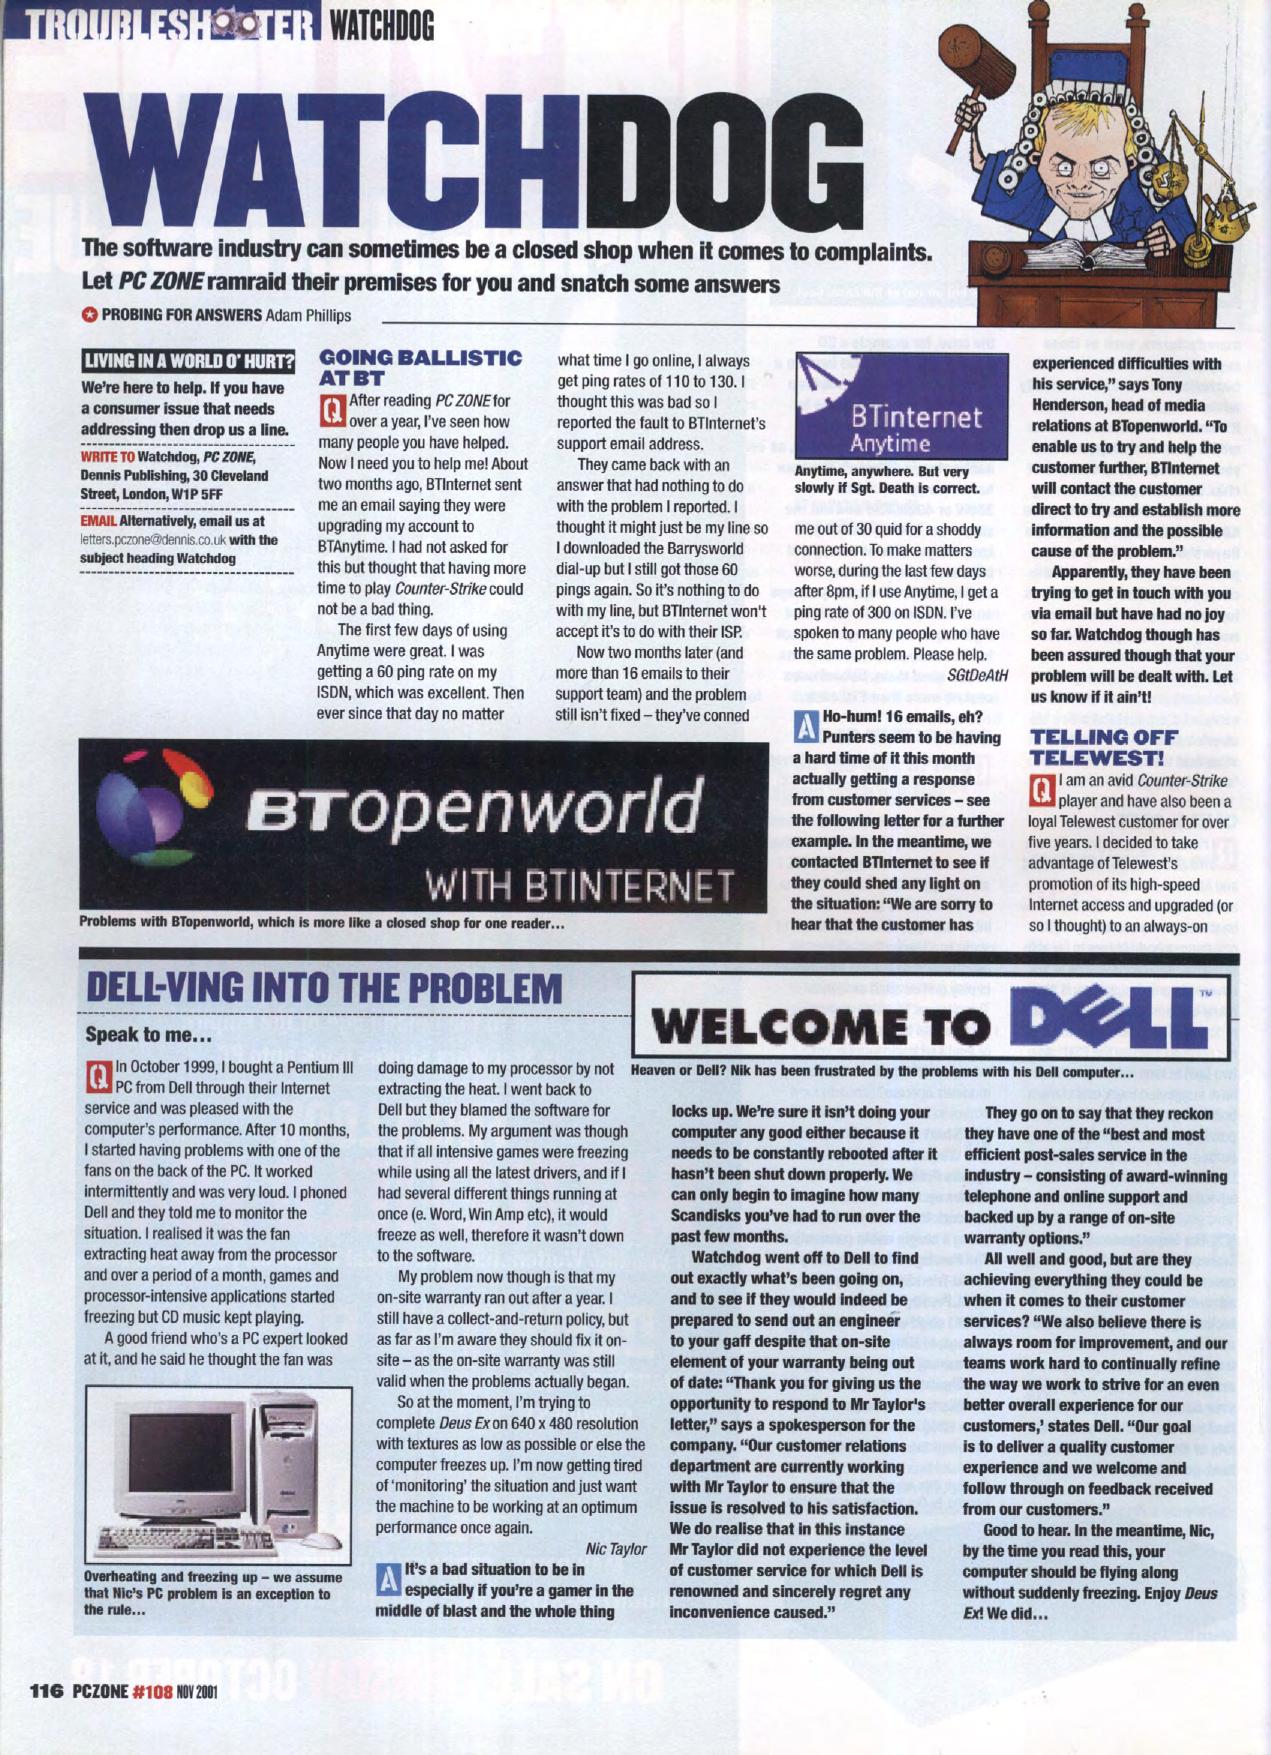 TROUBLESHOOTER WATCHDOG
WATCHDOG
The software industry can sometimes be a closed shop when it comes to complaints.
Let PC ZONE ramraid their premises for you and snatch some answers
PROBING FOR ANSWERS Adam Phillips
LIVING IN A WORLD O' HURT?
We're here to help. If you have
a consumer issue that needs
addressing then drop us a line.
WRITE TO Watchdog, PC ZONE,
Dennis Publishing, 30 Cleveland
Street, London, W1P 5FF
EMAIL Alternatively, email us at
letters.pczone@dennis.co.uk with the
subject heading Watchdog
GOING BALLISTIC
AT BT
Q After reading PC ZONE for
over a year, I've seen how
many people you have helped.
Now I need you to help me! About
two months ago, BTInternet sent
me an email saying they were
upgrading my account to
BTAnytime. I had not asked for
this but thought that having more
time to play Counter-Strike could
not be a bad thing.
The first few days of using
Anytime were great. I was
getting a 60 ping rate on my
ISDN, which was excellent. Then
ever since that day no matter
what time I go online, I always
get ping rates of 110 to 130. I
thought this was bad so I
reported the fault to BTInternet's
support email address.
They came back with an
answer that had nothing to do
with the problem I reported. I
thought it might just be my line so
I downloaded the Barrysworld
dial-up but I still got those 60
pings again. So it's nothing to do
with my line, but BTInternet won't
accept it's to do with their ISP.
Now two months later (and
more than 16 emails to their
support team) and the problem
still isn't fixed – they've conned
BTinternet
Anytime
Anytime, anywhere. But very
slowly if Sgt. Death is correct.
me out of 30 quid for a shoddy
connection. To make matters
worse, during the last few days
after 8pm, if I use Anytime, I get a
ping rate of 300 on ISDN. I've
spoken to many people who have
the same problem. Please help.
SGtDeAtH
A Ho-hum! 16 emails, eh?
Punters seem to be having
a hard time of it this month
actually getting a response
from customer services – see
the following letter for a further
example. In the meantime, we
contacted BTInternet to see if
they could shed any light on
the situation: "We are sorry to
hear that the customer has
experienced difficulties with
his service," says Tony
Henderson, head of media
relations at BTopenworld. "To
enable us to try and help the
customer further, BTInternet
will contact the customer
direct to try and establish more
information and the possible
cause of the problem."
Apparently, they have been
trying to get in touch with you
via email but have had no joy
so far. Watchdog though has
been assured though that your
problem will be dealt with. Let
us know if it ain't!
TELLING OFF
TELEWEST!
Q I am an avid Counter-Strike
player and have also been a
loyal Telewest customer for over
five years. I decided to take
advantage of Telewest's
promotion of its high-speed
Internet access and upgraded (or
so I thought) to an always-on
BTopenworld
WITH BTINTERNET
Problems with BTopenworld, which is more like a closed shop for one reader...
DELL-VING INTO THE PROBLEM
WELCOME TO DELL™
Heaven or Dell? Nik has been frustrated by the problems with his Dell computer...
Speak to me...
Q In October 1999, I bought a Pentium III
PC from Dell through their Internet
service and was pleased with the
computer's performance. After 10 months,
I started having problems with one of the
fans on the back of the PC. It worked
intermittently and was very loud. I phoned
Dell and they told me to monitor the
situation. I realised it was the fan
extracting heat away from the processor
and over a period of a month, games and
processor-intensive applications started
freezing but CD music kept playing.
A good friend who's a PC expert looked
at it, and he said he thought the fan was
Overheating and freezing up – we assume
that Nic's PC problem is an exception to
the rule...
doing damage to my processor by not
extracting the heat. I went back to
Dell but they blamed the software for
the problems. My argument was though
that if all intensive games were freezing
while using all the latest drivers, and if I
had several different things running at
once (e. Word, Win Amp etc), it would
freeze as well, therefore it wasn't down
to the software.
My problem now though is that my
on-site warranty ran out after a year. I
still have a collect-and-return policy, but
as far as I'm aware they should fix it on-
site – as the on-site warranty was still
valid when the problems actually began.
So at the moment, I'm trying to
complete Deus Ex on 640 x 480 resolution
with textures as low as possible or else the
computer freezes up. I'm now getting tired
of 'monitoring' the situation and just want
the machine to be working at an optimum
performance once again.
Nic Taylor
A It's a bad situation to be in
especially if you're a gamer in the
middle of blast and the whole thing
locks up. We're sure it isn't doing your
computer any good either because it
needs to be constantly rebooted after it
hasn't been shut down properly. We
can only begin to imagine how many
Scandisks you've had to run over the
past few months.
Watchdog went off to Dell to find
out exactly what's been going on,
and to see if they would indeed be
prepared to send out an engineer
to your gaff despite that on-site
element of your warranty being out
of date: "Thank you for giving us the
opportunity to respond to Mr Taylor's
letter," says a spokesperson for the
company. "Our customer relations
department are currently working
with Mr Taylor to ensure that the
issue is resolved to his satisfaction.
We do realise that in this instance
Mr Taylor did not experience the level
of customer service for which Dell is
renowned and sincerely regret any
inconvenience caused."
They go on to say that they reckon
they have one of the "best and most
efficient post-sales service in the
industry – consisting of award-winning
telephone and online support and
backed up by a range of on-site
warranty options."
All well and good, but are they
achieving everything they could be
when it comes to their customer
services? "We also believe there is
always room for improvement, and our
teams work hard to continually refine
the way we work to strive for an even
better overall experience for our
customers,' states Dell. "Our goal
is to deliver a quality customer
experience and we welcome and
follow through on feedback received
from our customers."
Good to hear. In the meantime, Nic,
by the time you read this, your
computer should be flying along
without suddenly freezing. Enjoy Deus
Ex! We did...
116 PCZONE #108 NOV 2001